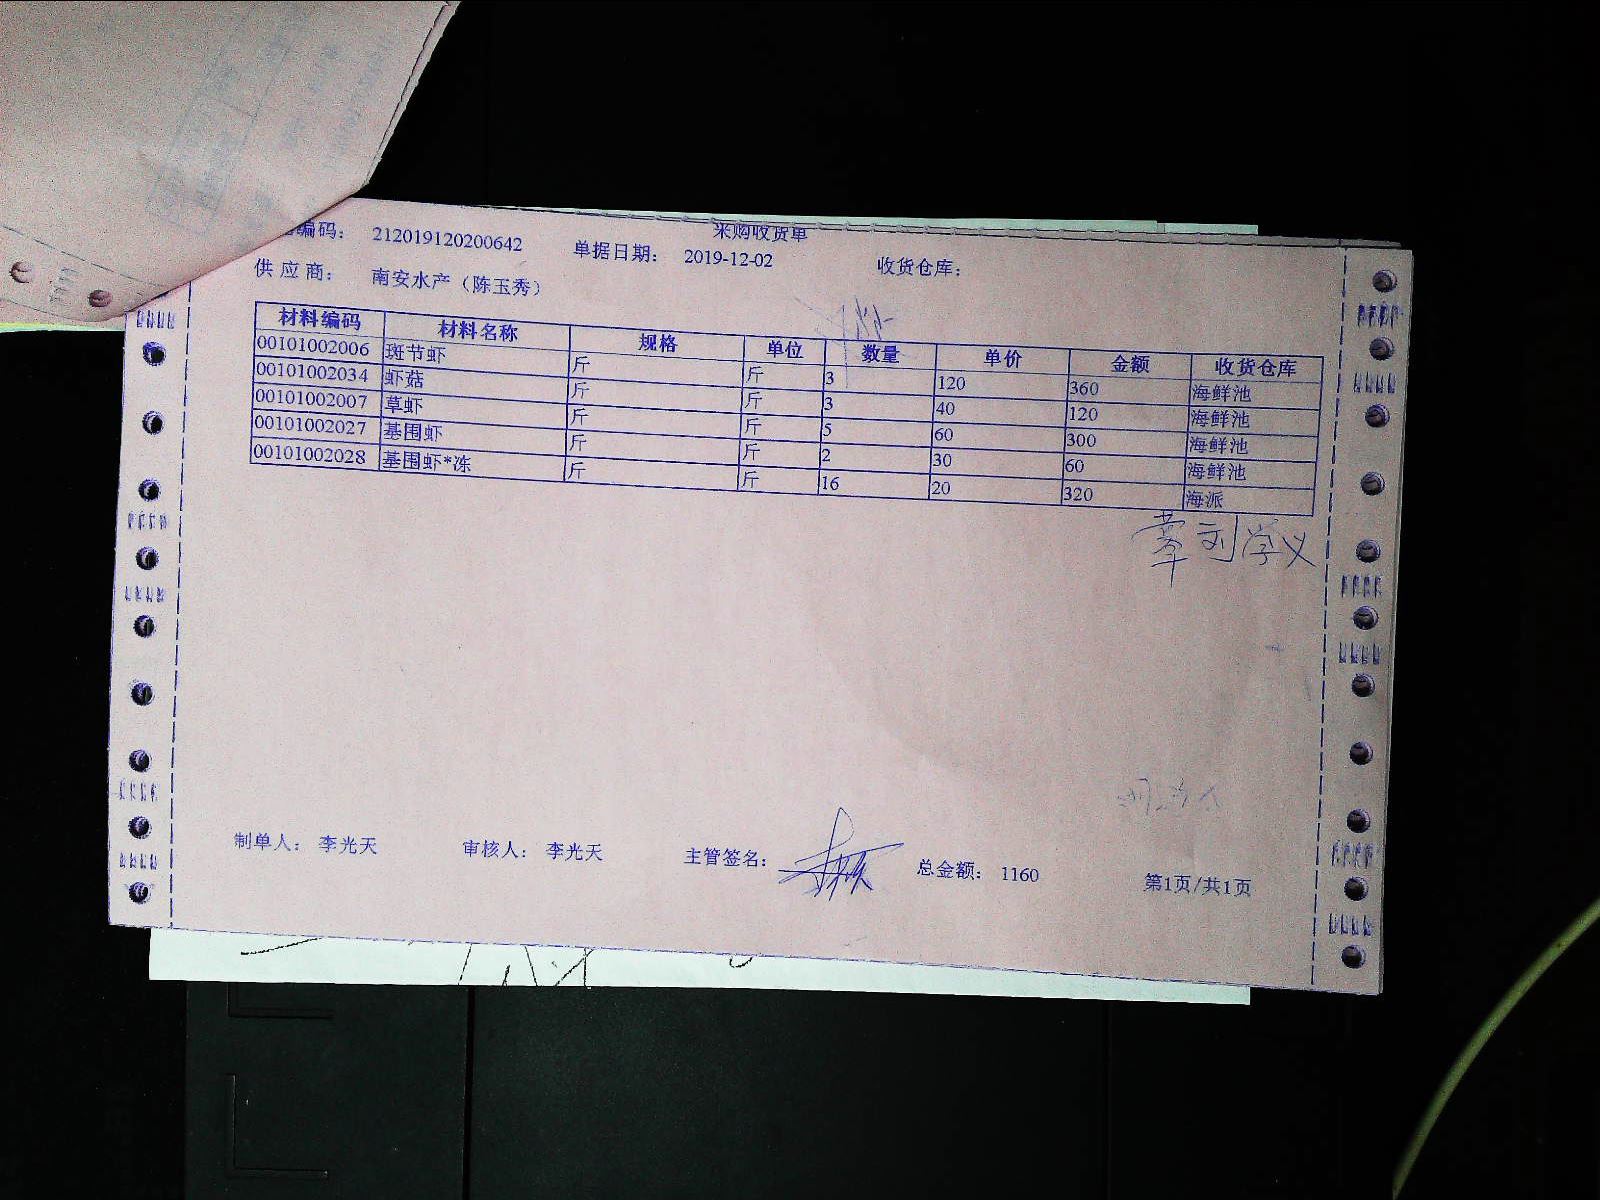 采购收货单
编码： 212019120200642 单据日期： 2019-12-02 收货仓库：
供应商： 南安水产（陈玉秀）
材料编码 材料名称 规格 单位 数量 单价 金额 收货仓库
00101002006 斑节虾 斤 斤 3 120 360 海鲜池
00101002034 虾菇 斤 斤 3 40 120 海鲜池
00101002007 草虾 斤 斤 5 60 300 海鲜池
00101002027 基围虾 斤 斤 2 30 60 海鲜池
00101002028 基围虾*冻 斤 斤 16 20 320 海派
刘学义
制单人： 李光天 审核人： 李光天 主管签名： 总金额： 1160 第1页/共1页